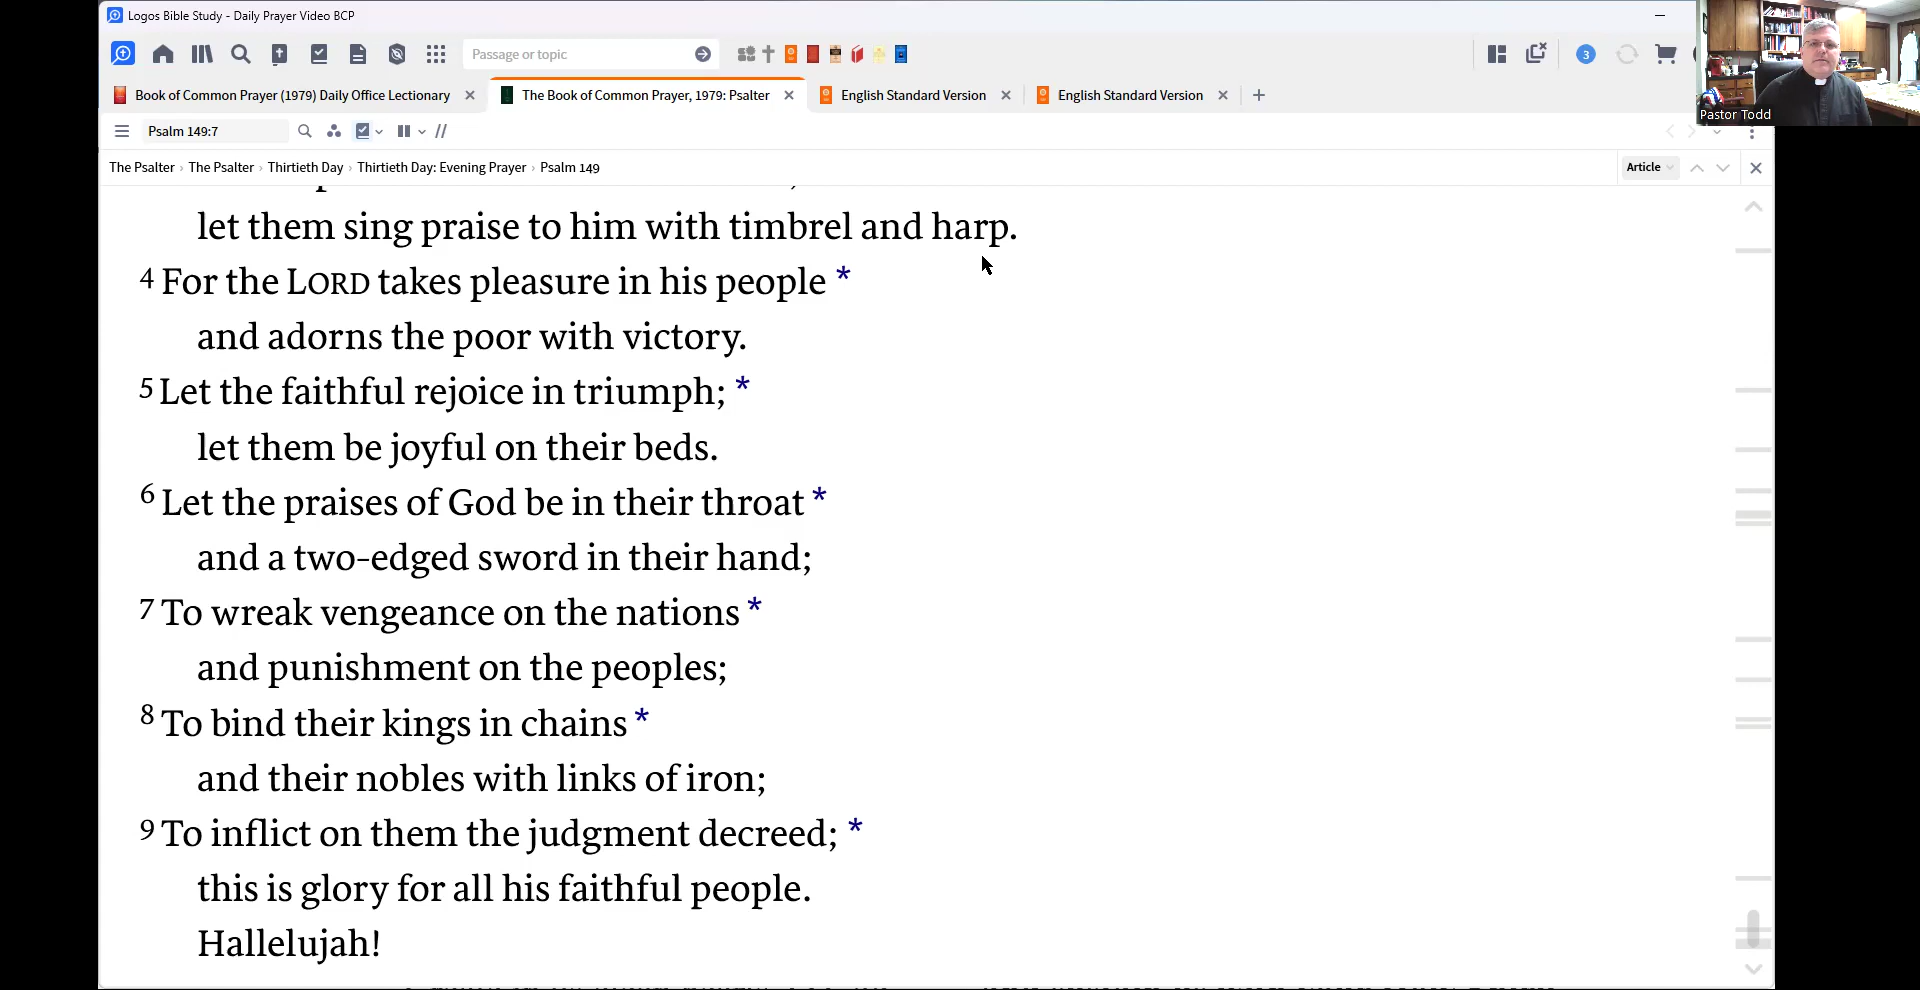 Logos Bible Study - Daily Prayer Video BCP
Passage or topic
3
Book of Common Prayer (1979) Daily Office Lectionary
The Book of Common Prayer, 1979: Psalter
English Standard Version
English Standard Version
Pastor Todd
Psalm 149:7
The Psalter › The Psalter › Thirtieth Day › Thirtieth Day: Evening Prayer › Psalm 149
Article
let them sing praise to him with timbrel and harp.
4 For the LORD takes pleasure in his people *
and adorns the poor with victory.
5 Let the faithful rejoice in triumph; *
let them be joyful on their beds.
6 Let the praises of God be in their throat *
and a two-edged sword in their hand;
7 To wreak vengeance on the nations *
and punishment on the peoples;
8 To bind their kings in chains *
and their nobles with links of iron;
9 To inflict on them the judgment decreed; *
this is glory for all his faithful people.
Hallelujah!